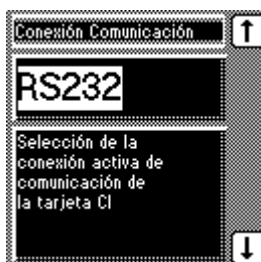 Conexión Comunicación
RS232
Selección de la
conexión activa de
comunicación de
la tarjeta CI